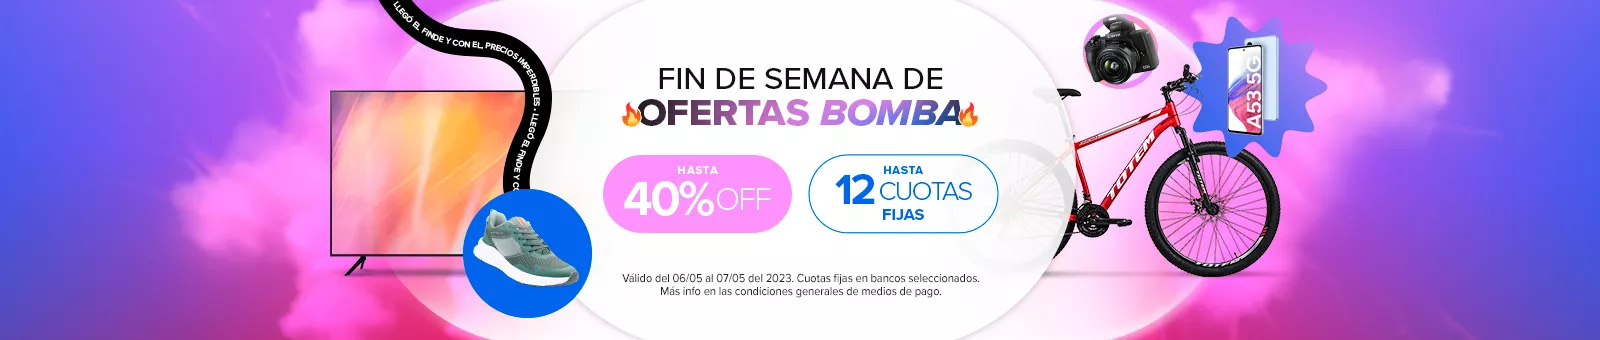 LLEGÓ EL FINDE Y CON EL, PRECIOS IMPERDIBLES • LLEGÓ EL FINDE Y CO
FIN DE SEMANA DE
🔥OFERTAS BOMBA🔥
HASTA
40% OFF
HASTA
12 CUOTAS
FIJAS
Válido del 06/05 al 07/05 del 2023. Cuotas fijas en bancos seleccionados.
Más info en las condiciones generales de medios de pago.
TOTEM
A53 5G